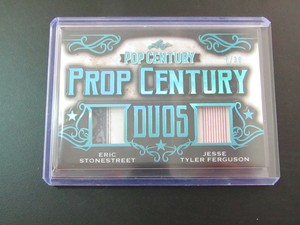 POP CENTURY
PROP CENTURY
DUOS
ERIC
STONESTREET
JESSE
TYLER FERGUSON